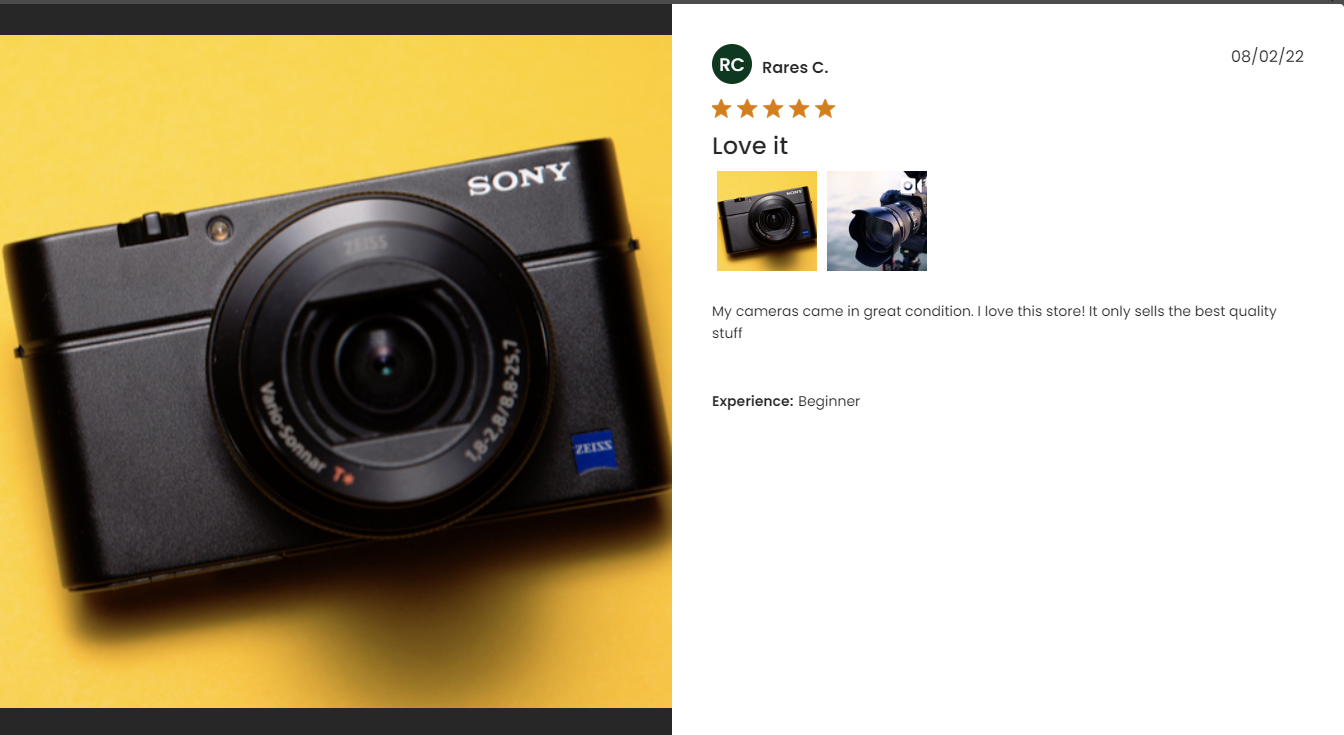 SONY
ZEISS
Vario-Sonnar T*
1,8-2,8/8,8-25,7
ZEISS
RC
Rares C.
08/02/22
Love it
SONY
My cameras came in great condition. I love this store! It only sells the best quality
stuff
Experience: Beginner